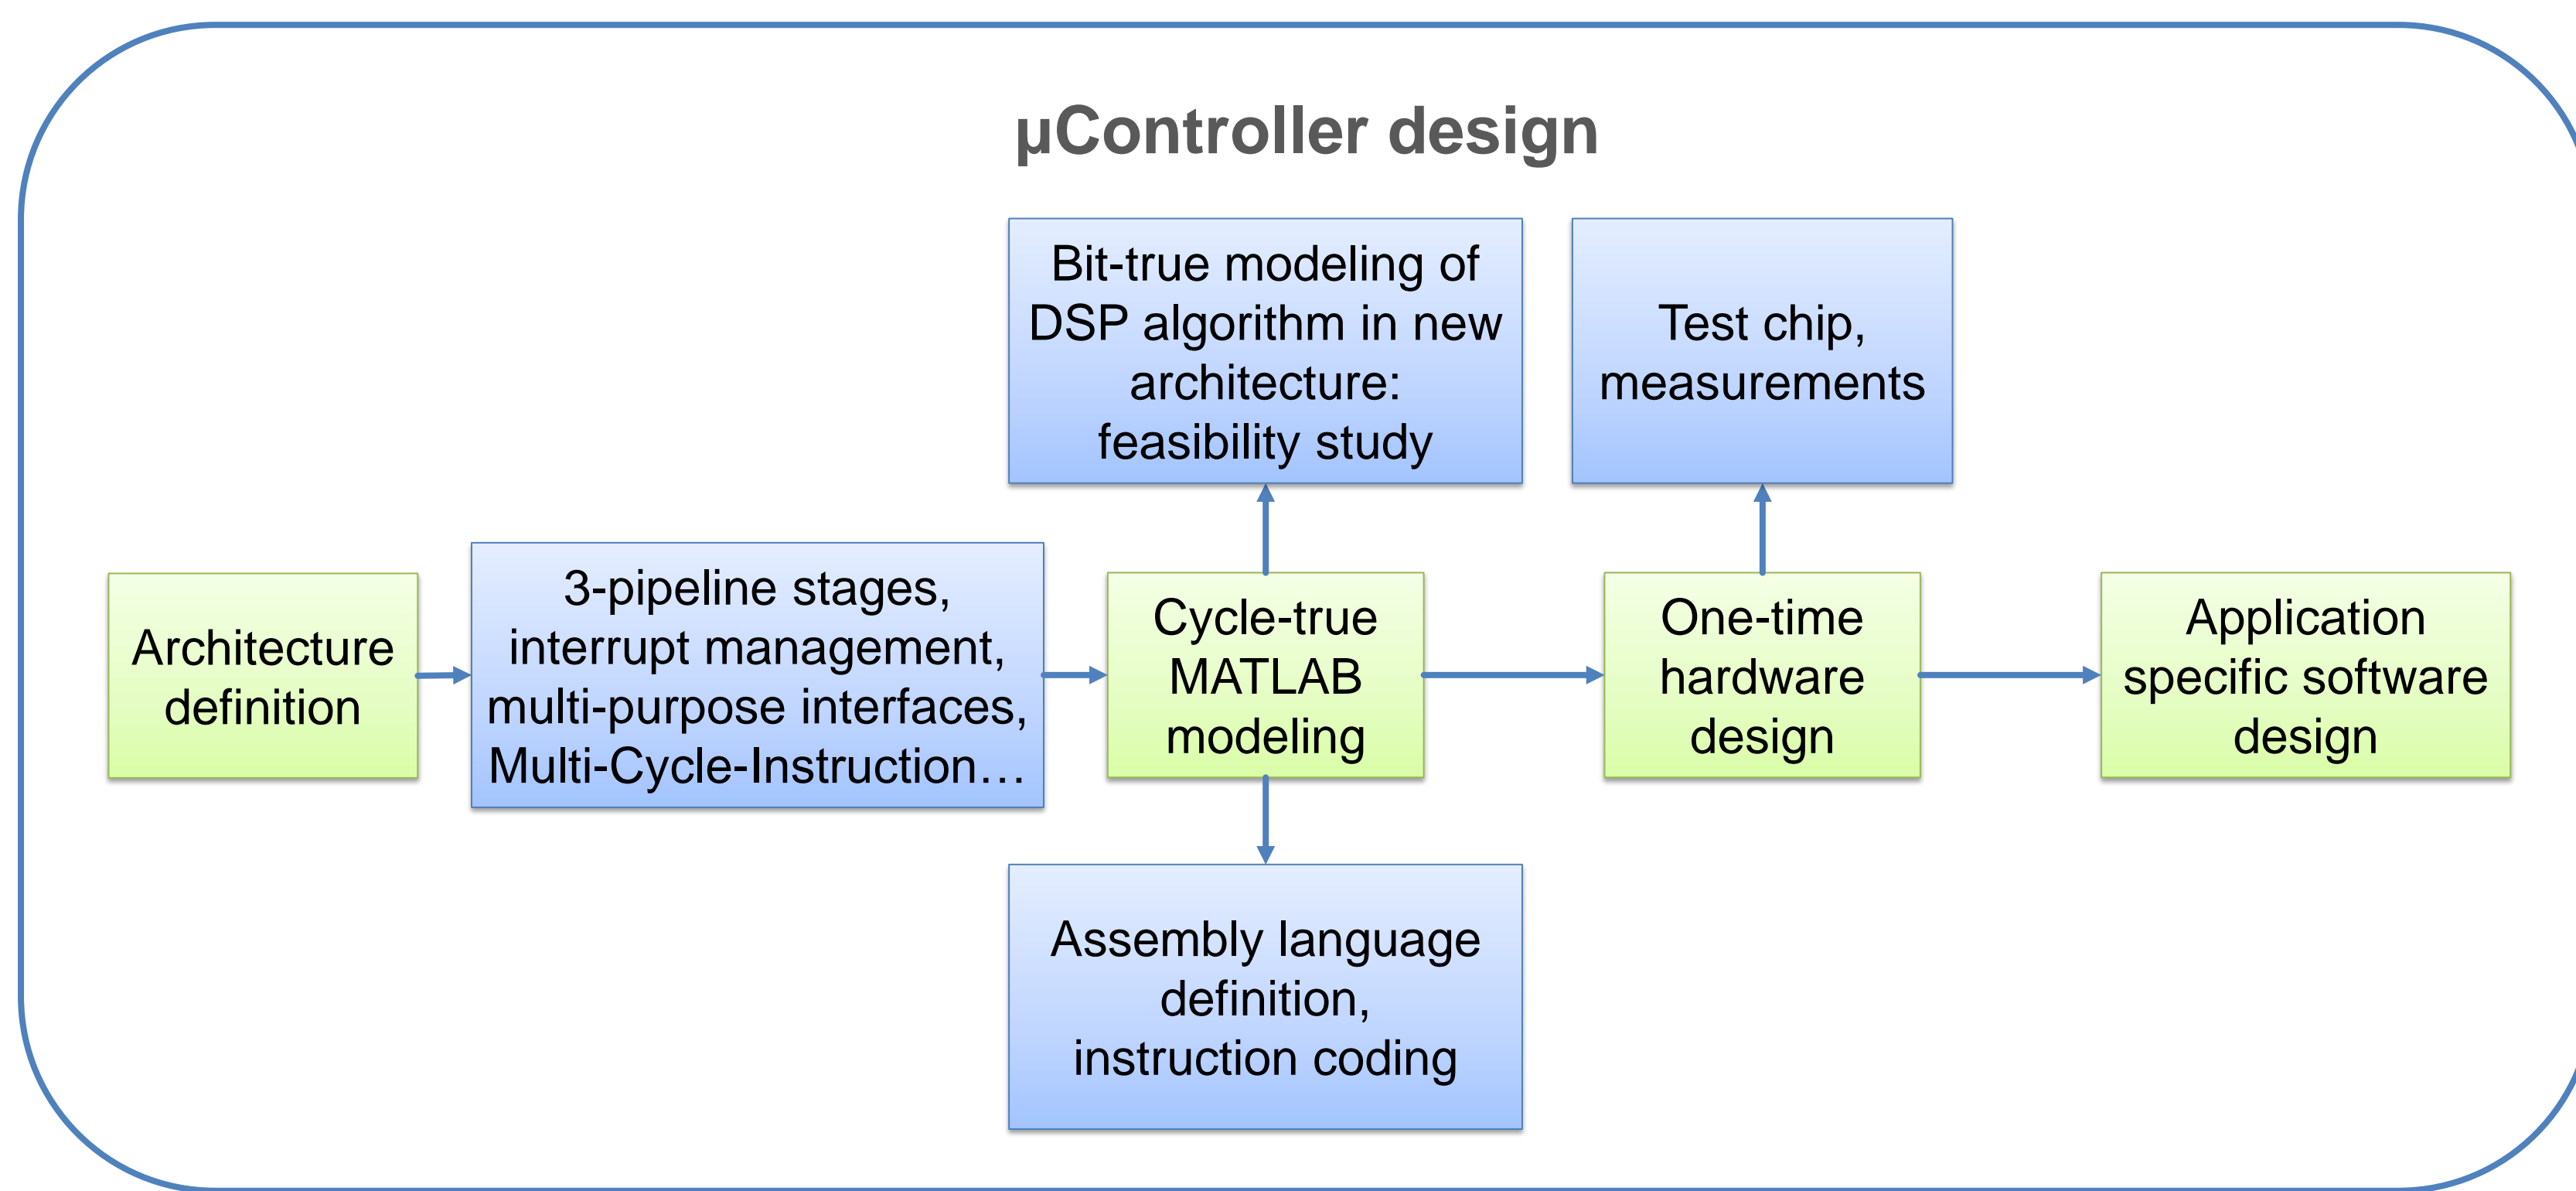 µController design
Bit-true modeling of
DSP algorithm in new
architecture:
feasibility study
Test chip,
measurements
Architecture
definition
3-pipeline stages,
interrupt management,
multi-purpose interfaces,
Multi-Cycle-Instruction…
Cycle-true
MATLAB
modeling
One-time
hardware
design
Application
specific software
design
Assembly language
definition,
instruction coding